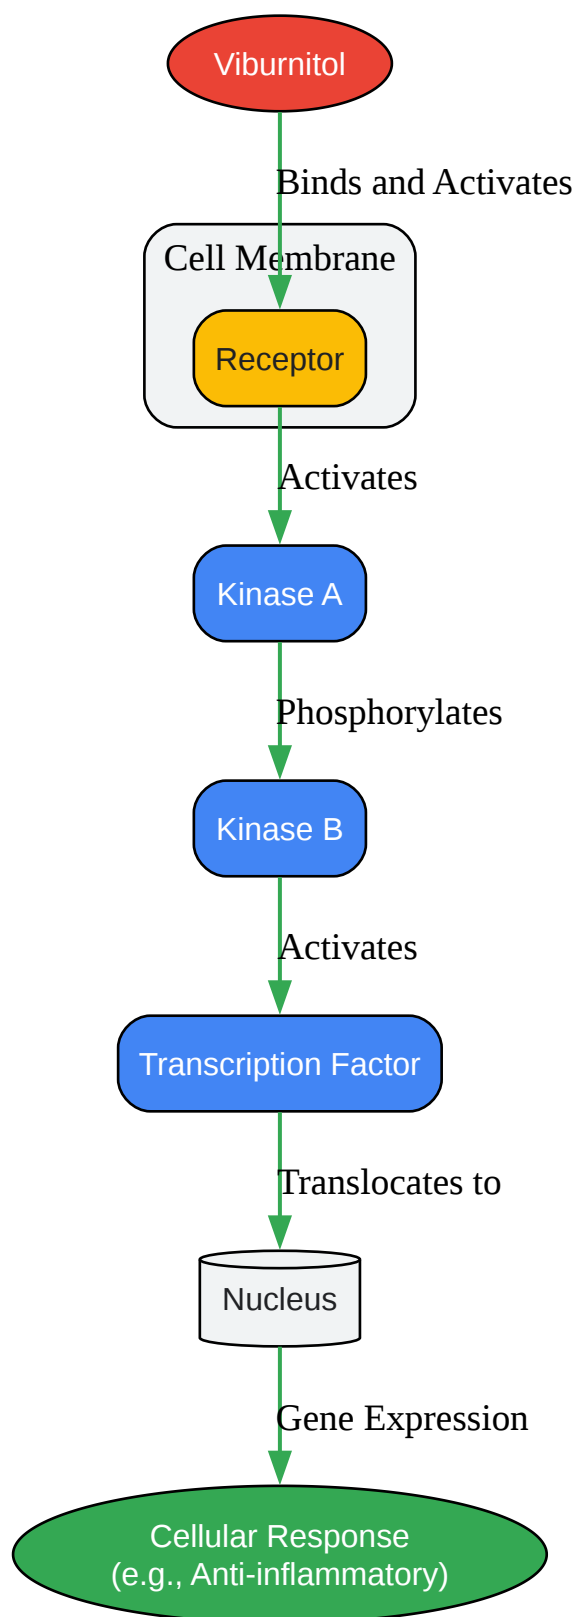 Viburnitol
Binds and Activates
Cell Membrane
Receptor
Activates
Kinase A
Phosphorylates
Kinase B
Activates
Transcription Factor
Translocates to
Nucleus
Gene Expression
Cellular Response
(e.g., Anti-inflammatory)